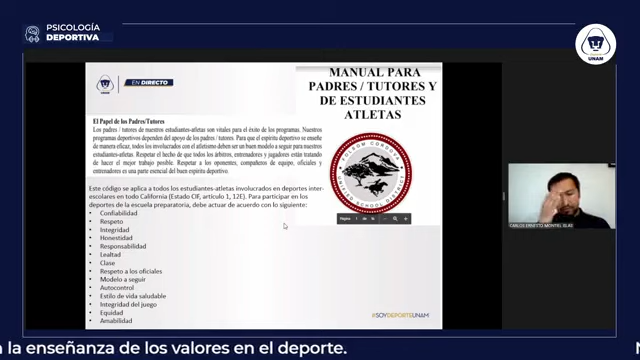 PSICOLOGÍA
DEPORTIVA
UNAM
EN DIRECTO
MANUAL PARA
PADRES / TUTORES Y
DE ESTUDIANTES
ATLETAS
El Papel de los Padres/Tutores
Los padres / tutores de nuestros estudiantes-atletas son vitales para el éxito de los programas. Nuestros
programas deportivos dependen del apoyo de los padres / tutores. Para que el espíritu deportivo se enseñe
de manera eficaz, todos los involucrados con el atletismo deben ser un buen modelo a seguir para nuestros
estudiantes-atletas. Respetar el hecho de que todos los árbitros, entrenadores y jugadores están tratando
de hacer el mejor trabajo posible. Respetar a los oponentes, compañeros de equipo, oficiales y
entrenadores es una parte esencial del buen espíritu deportivo.
FOLSOM CORDOVA
UNIFIED SCHOOL DISTRICT
Este código se aplica a todos los estudiantes-atletas involucrados en deportes inter-
escolares en todo California (Estado CIF, artículo 1, 12E). Para participar en los
deportes de la escuela preparatoria, debe actuar de acuerdo con lo siguiente:
• Confiabilidad
• Respeto
• Integridad
• Honestidad
• Responsabilidad
• Lealtad
• Clase
• Respeto a los oficiales
• Modelo a seguir
• Autocontrol
• Estilo de vida saludable
• Integridad del juego
• Equidad
• Amabilidad
#SOYDEPORTEUNAM
CARLOS ERNESTO MONTIEL ISLAS
la enseñanza de los valores en el deporte.